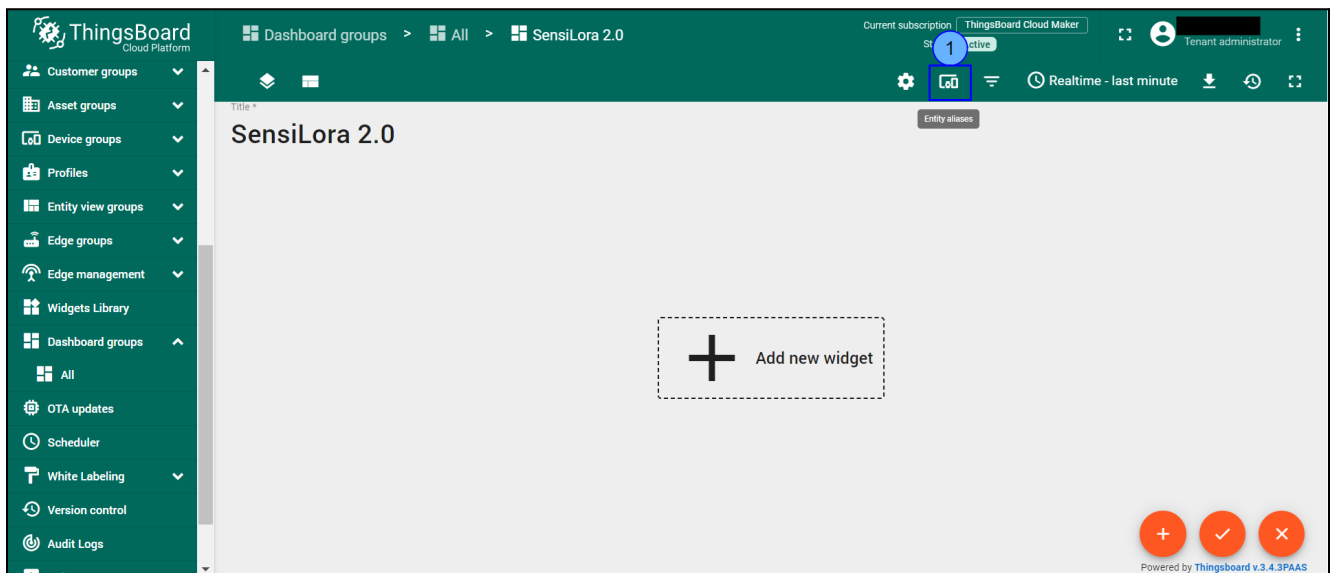 ThingsBoard
Cloud Platform
Dashboard groups > All > SensiLora 2.0
Current subscription ThingsBoard Cloud Maker
Tenant administrator
1
Customer groups
Asset groups
Device groups
Profiles
Entity view groups
Edge groups
Edge management
Widgets Library
Dashboard groups
All
OTA updates
Scheduler
White Labeling
Version control
Audit Logs
Realtime - last minute
Entity aliases
Title *
SensiLora 2.0
Add new widget
Powered by Thingsboard v.3.4.3PAAS